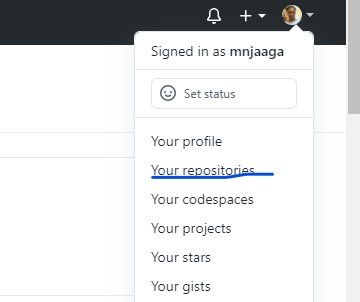 Signed in as mnjaaga
Set status
Your profile
Your repositories
Your codespaces
Your projects
Your stars
Your gists